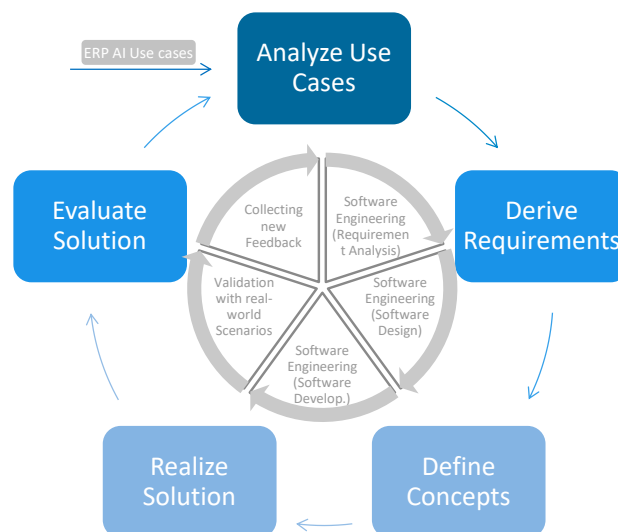 ERP AI Use cases
Analyze Use
Cases
Evaluate
Solution
Collecting
new
Feedback
Software
Engineering
(Requiremen
t Analysis)
Derive
Requirements
Validation
with real-
world
Scenarios
Software
Engineering
(Software
Design)
Software
Engineering
(Software
Develop.)
Realize
Solution
Define
Concepts